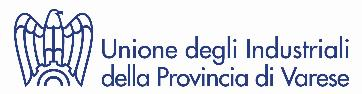 Unione degli Industriali
della Provincia di Varese